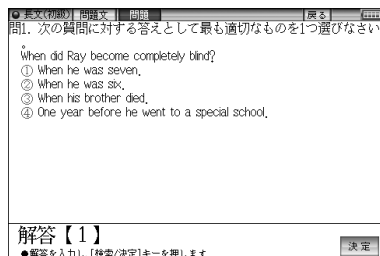 ● 長文(初級) 問題文 問題 戻る
問1. 次の質問に対する答えとして最も適切なものを1つ選びなさい
。
When did Ray become completely blind?
① When he was seven.
② When he was six.
③ When his brother died.
④ One year before he went to a special school.
解答【1】
決定
●解答を入力し、[検索/決定]キーを押します